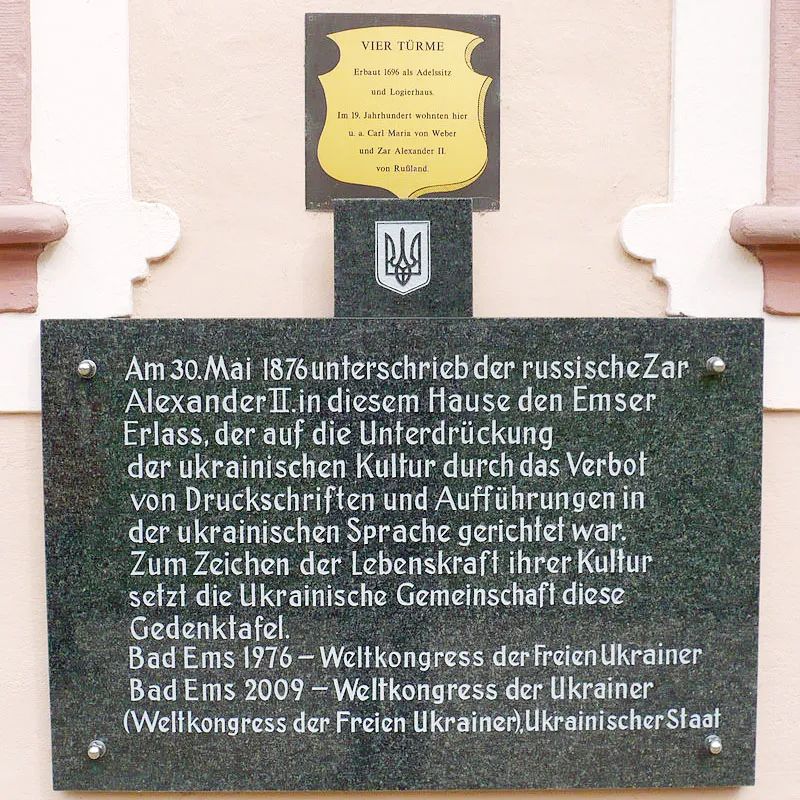 VIER TÜRME
Erbaut 1696 als Adelssitz
und Logierhaus.
Im 19. Jahrhundert wohnten hier
u. a. Carl Maria von Weber
und Zar Alexander II.
von Rußland.
Am 30. Mai 1876 unterschrieb der russische Zar
Alexander II. in diesem Hause den Emser
Erlass, der auf die Unterdrückung
der ukrainischen Kultur durch das Verbot
von Druckschriften und Aufführungen in
der ukrainischen Sprache gerichtet war.
Zum Zeichen der Lebenskraft ihrer Kultur
setzt die Ukrainische Gemeinschaft diese
Gedenktafel.
Bad Ems 1976 – Weltkongress der Freien Ukrainer
Bad Ems 2009 – Weltkongress der Ukrainer
(Weltkongress der Freien Ukrainer), Ukrainischer Staat